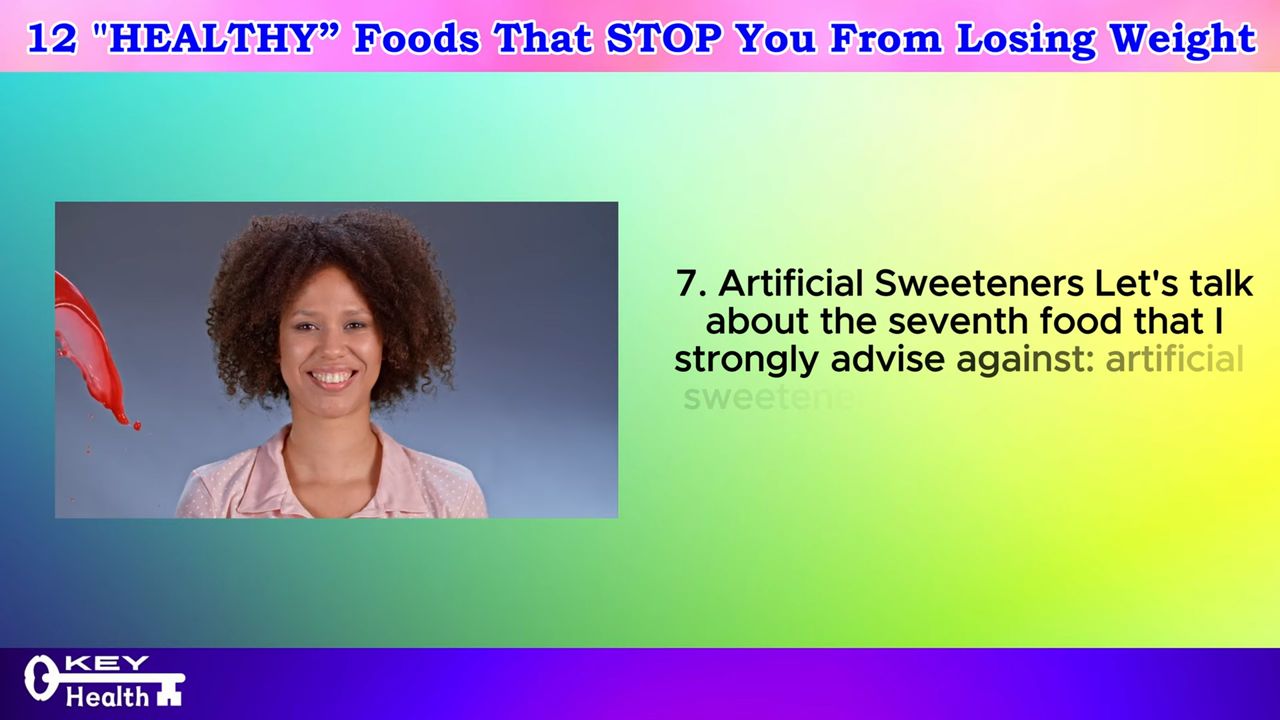 12 "HEALTHY” Foods That STOP You From Losing Weight
7. Artificial Sweeteners Let's talk
about the seventh food that I
strongly advise against: artificial
sweetene
KEY
Health